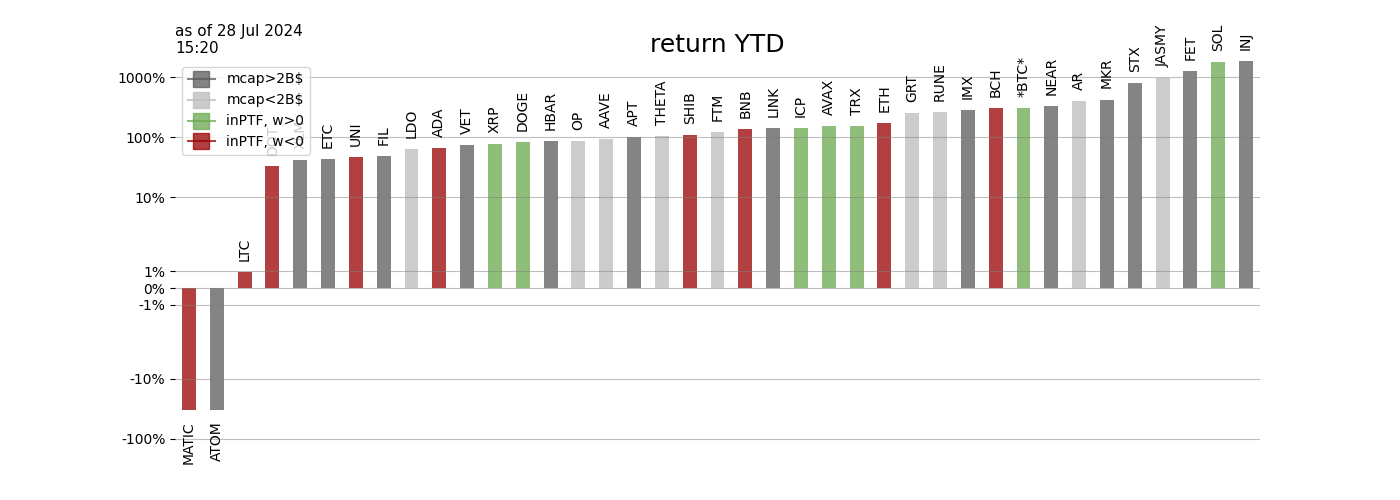 as of 28 Jul 2024
15:20
return YTD
mcap>2B$
mcap<2B$
inPTF, w>0
inPTF, w<0
1000%
100%
10%
1%
0%
-1%
-10%
-100%
MATIC
ATOM
LTC
DOT
ETC
UNI
FIL
LDO
ADA
VET
XRP
DOGE
HBAR
OP
AAVE
APT
THETA
SHIB
FTM
BNB
LINK
ICP
AVAX
TRX
ETH
GRT
RUNE
IMX
BCH
*BTC*
NEAR
AR
MKR
STX
JASMY
FET
SOL
INJ